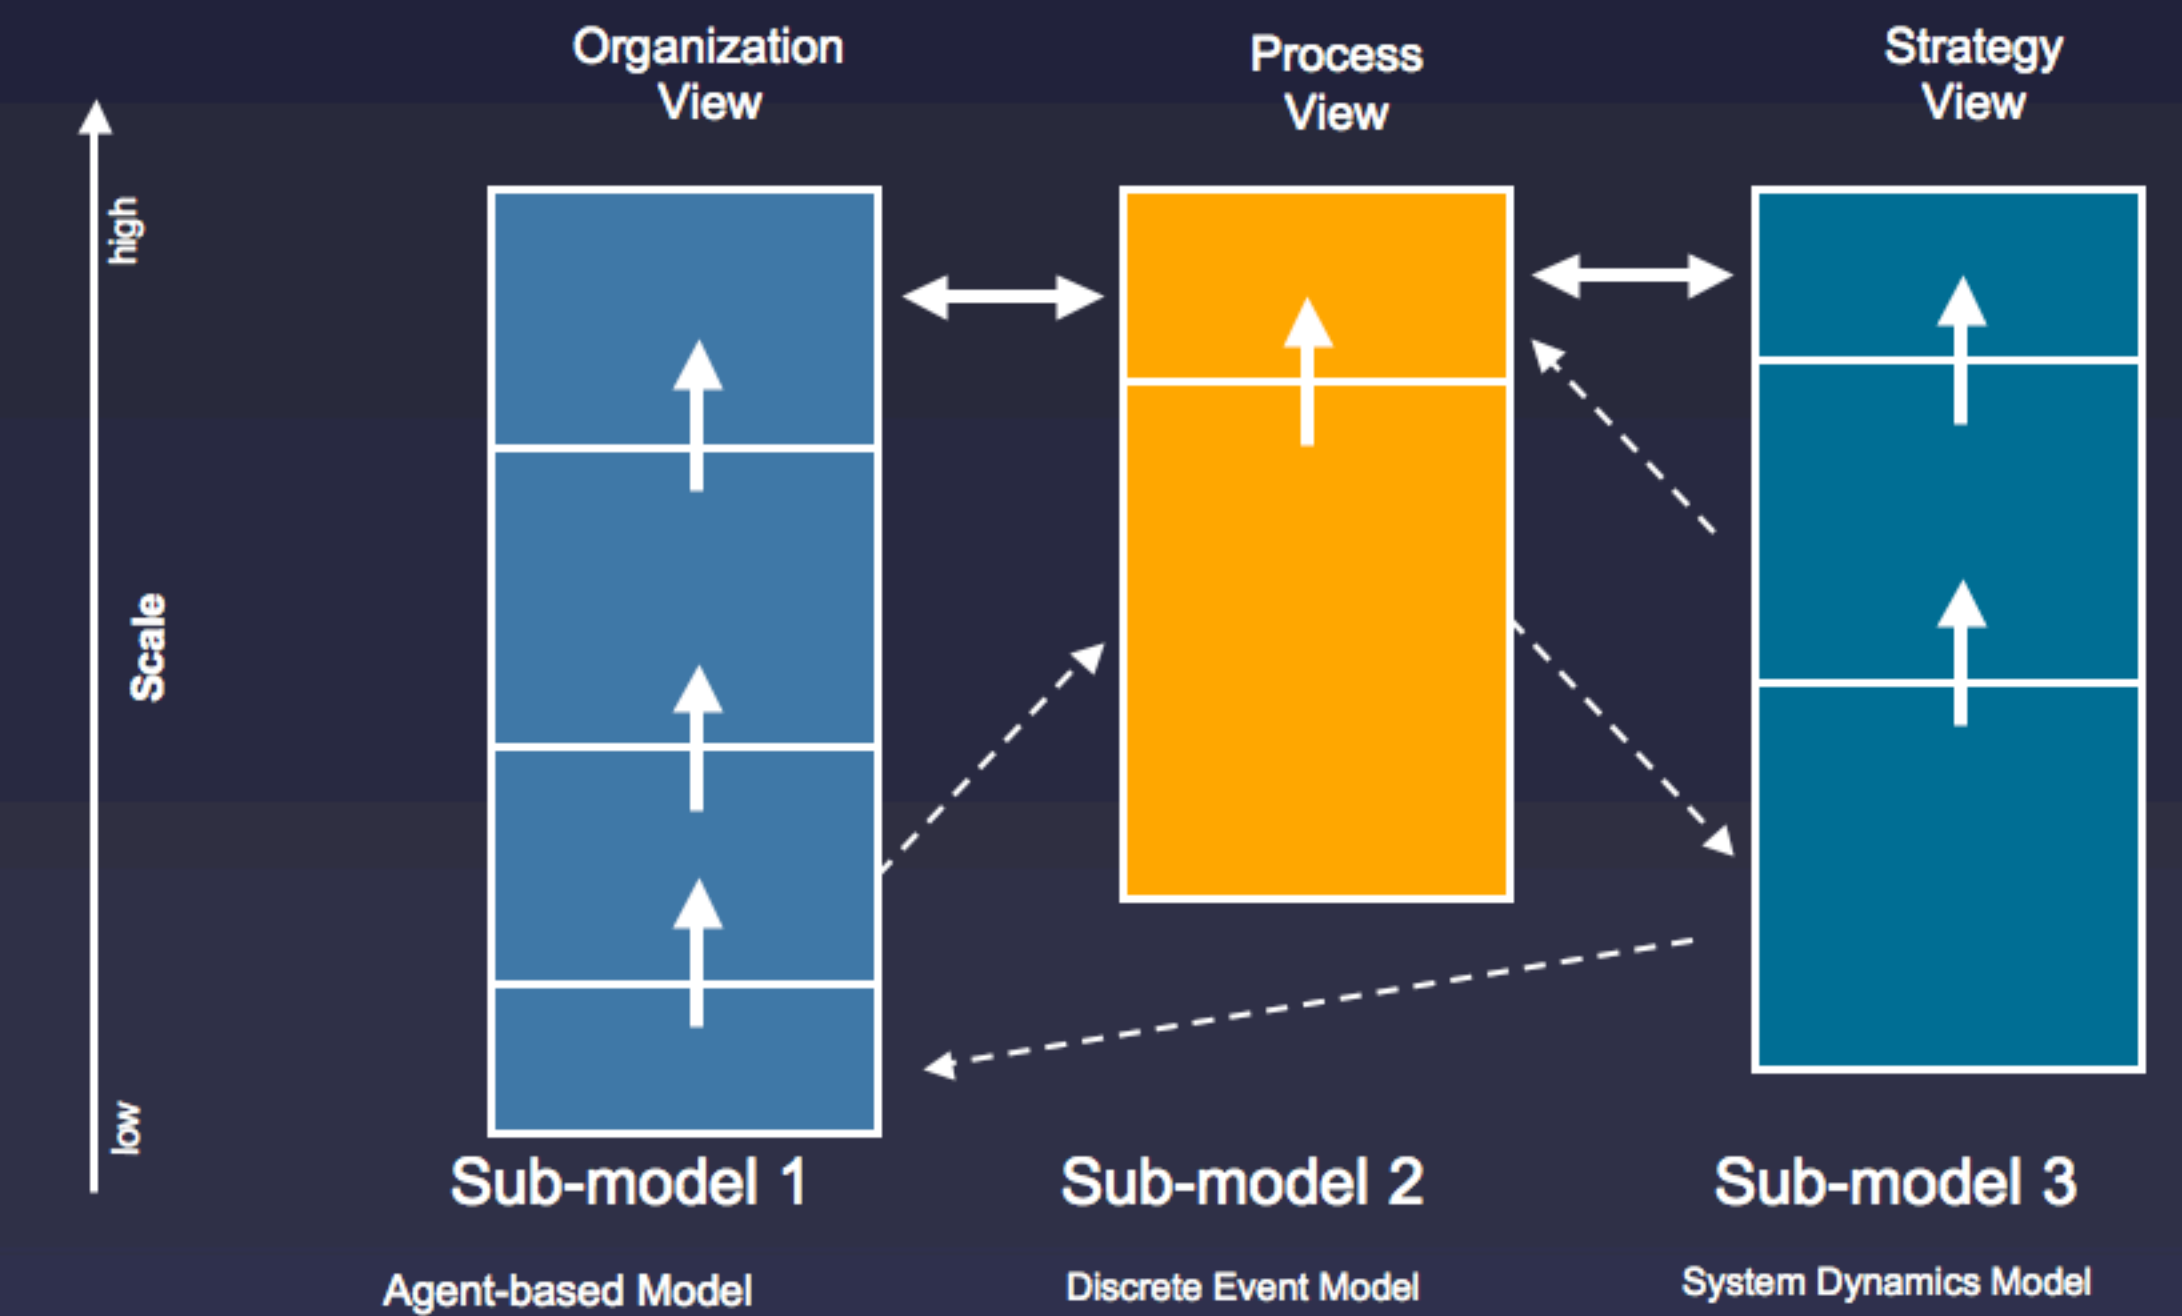 Organization
View
Process
View
Strategy
View
high
Scale
low
Sub-model 1
Sub-model 2
Sub-model 3
Agent-based Model
Discrete Event Model
System Dynamics Model